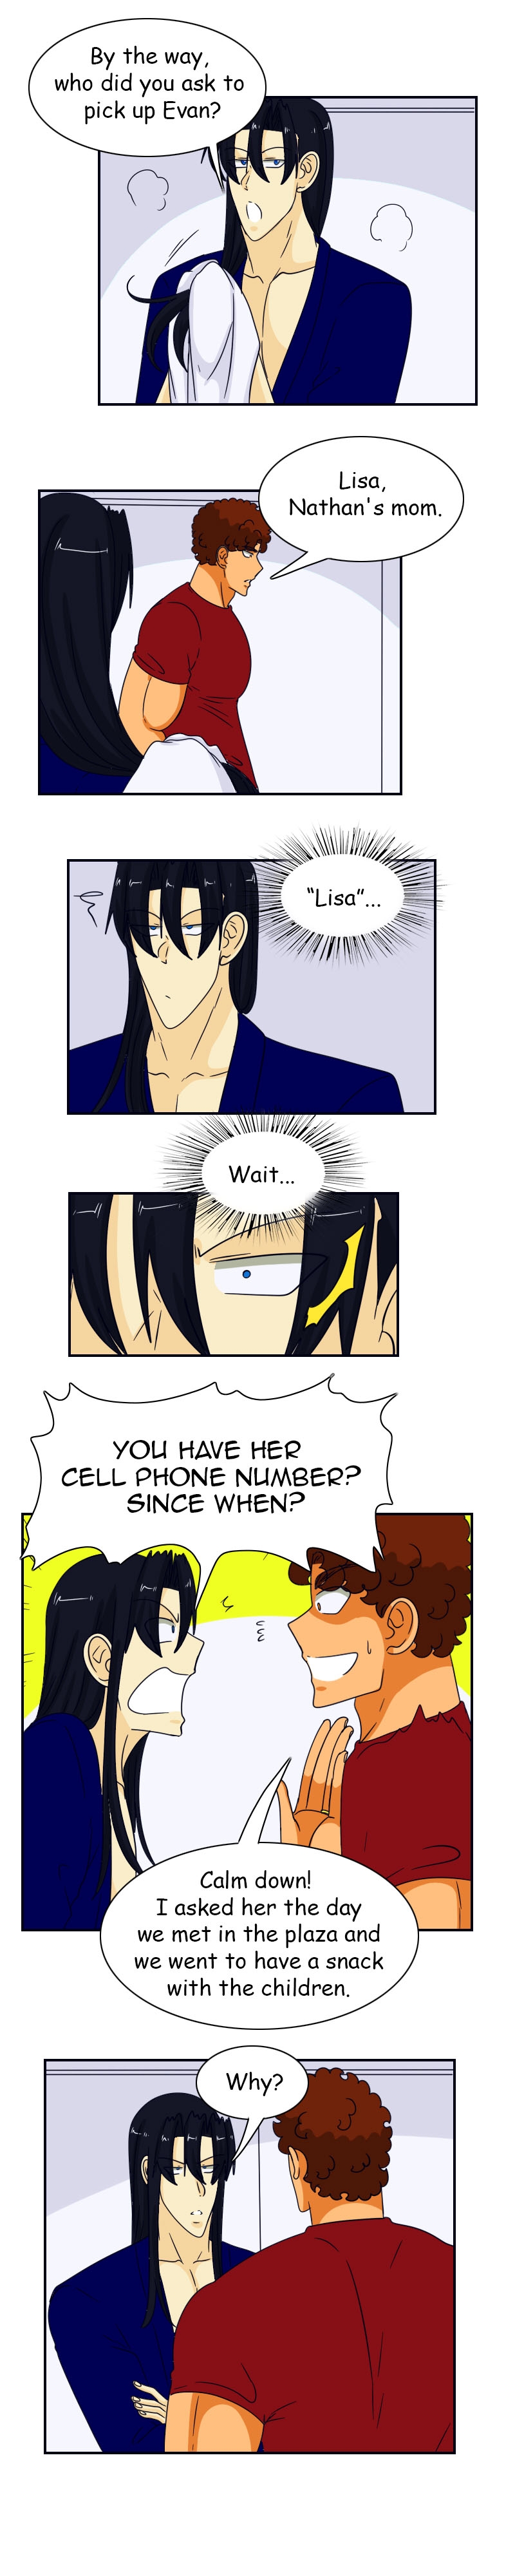 By the way,
who did you ask to
pick up Evan?
Lisa,
Nathan's mom.
“Lisa”...
Wait...
YOU HAVE HER
CELL PHONE NUMBER?
SINCE WHEN?
Calm down!
I asked her the day
we met in the plaza and
we went to have a snack
with the children.
Why?